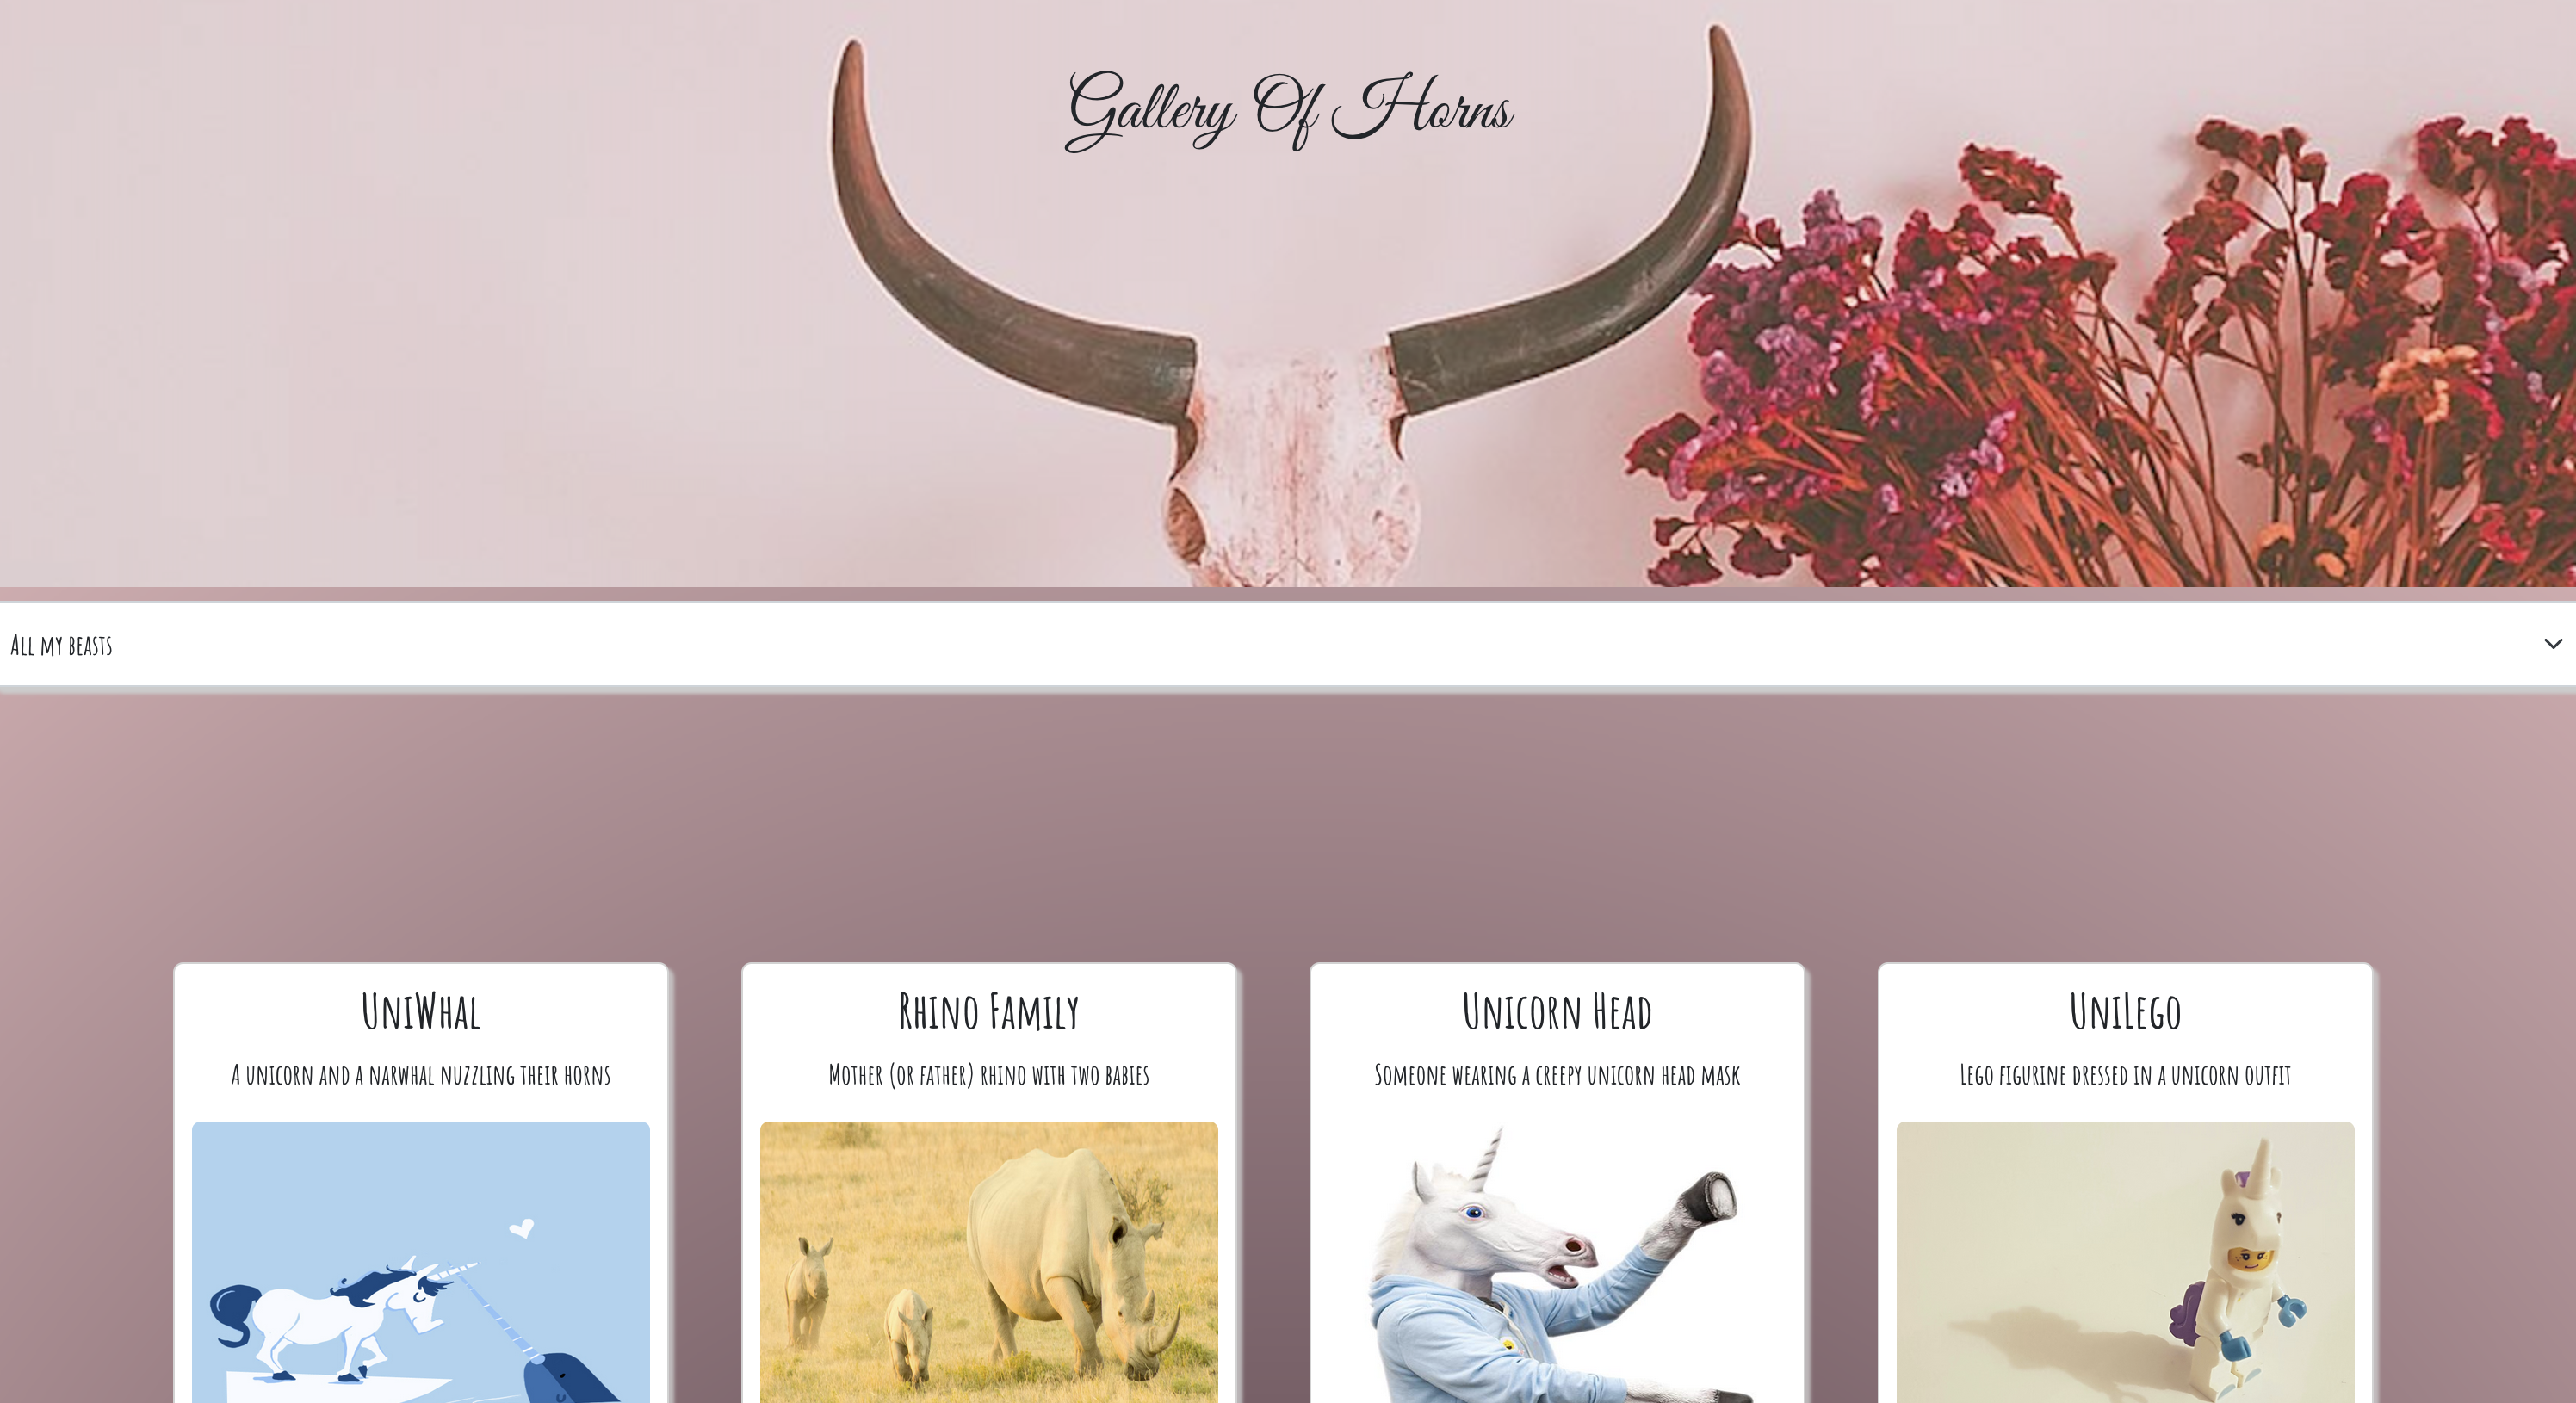 Gallery Of Horns
All my beasts
UniWhal
A unicorn and a narwhal nuzzling their horns
Rhino Family
Mother (or father) rhino with two babies
Unicorn Head
Someone wearing a creepy unicorn head mask
UniLego
Lego figurine dressed in a unicorn outfit